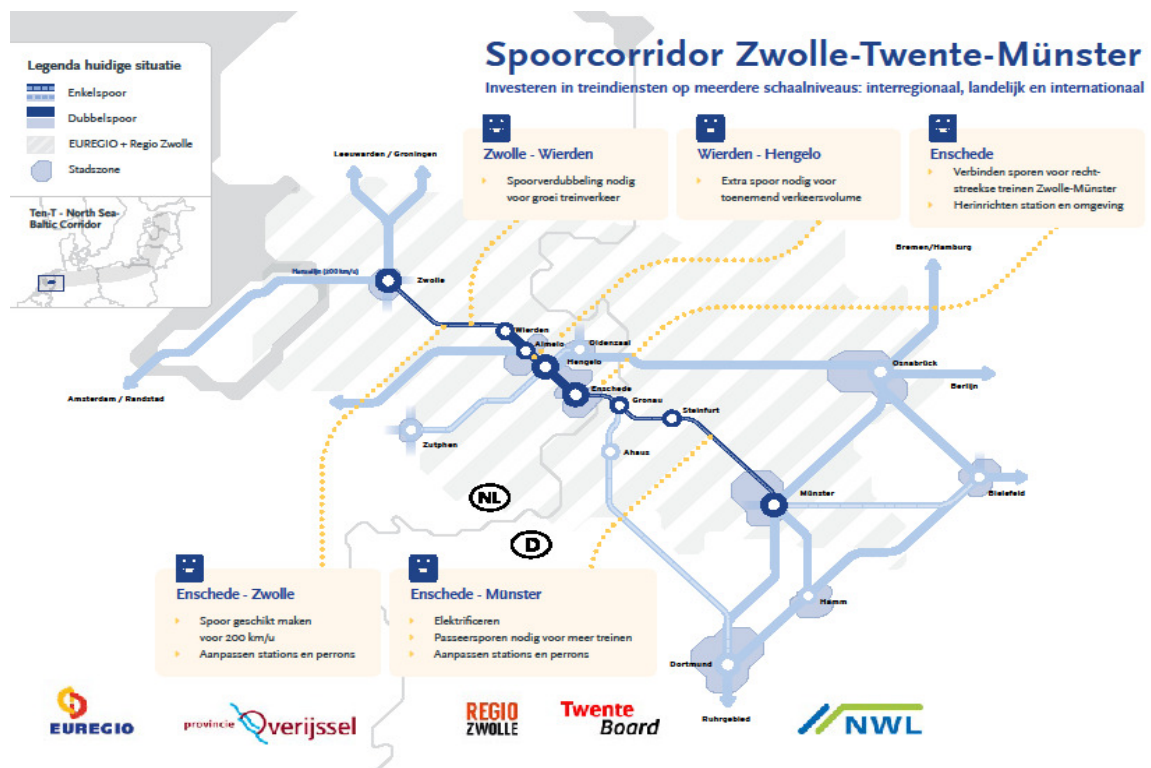 Spoorcorridor Zwolle-Twente-Münster
Investeren in treindiensten op meerdere schaalniveaus: interregionaal, landelijk en internationaal
Legenda huidige situatie
Enkelspoor
Dubbelspoor
EUREGIO + Regio Zwolle
Stadszone
Ten-T - North Sea-
Baltic Corridor
Zwolle - Wierden
Spoorverdubbeling nodig
voor groei treinverkeer
Wierden - Hengelo
Extra spoor nodig voor
toenemend verkeersvolume
Enschede
Verbinden sporen voor recht-
streekse treinen Zwolle-Münster
Herinrichten station en omgeving
Leeuwarden / Groningen
Bremen/Hamburg
Hanzelijn (200 km/u)
Zwolle
Wierden
Almelo
Oldenzaal
Hengelo
Osnabrück
Berlijn
Enschede
Amsterdam / Randstad
Gronau
Steinfurt
Zutphen
Ahaus
Münster
Bielefeld
NL
D
Hamm
Dortmund
Ruhrgebied
Enschede - Zwolle
Spoor geschikt maken
voor 200 km/u
Aanpassen stations en perrons
Enschede - Münster
Elektrificeren
Passeersporen nodig voor meer treinen
Aanpassen stations en perrons
EUREGIO
provincie Overijssel
REGIO
ZWOLLE
Twente
Board
NWL